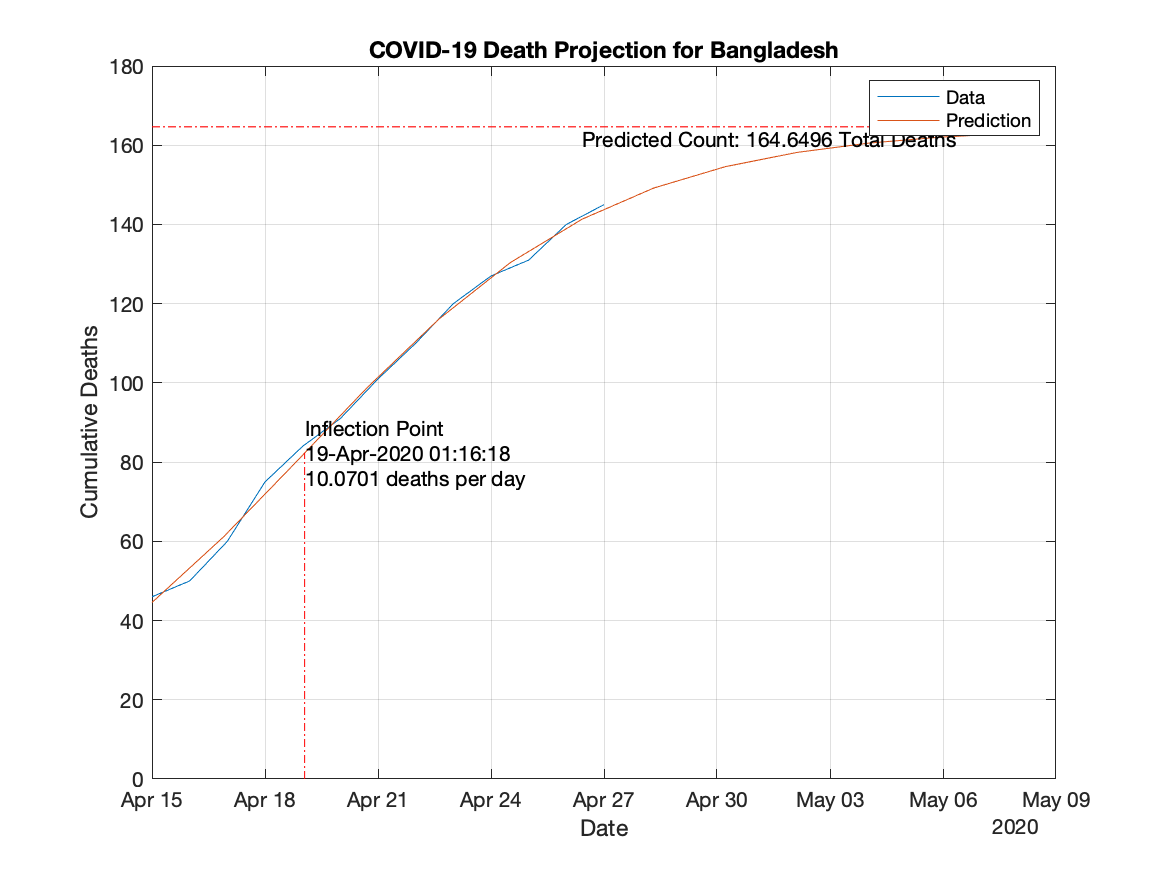 COVID-19 Death Projection for Bangladesh
180
160
140
120
100
80
60
40
20
0
Cumulative Deaths
Data
Prediction
Predicted Count: 164.6496 Total Deaths
Inflection Point
19-Apr-2020 01:16:18
10.0701 deaths per day
Apr 15 Apr 18 Apr 21 Apr 24 Apr 27 Apr 30 May 03 May 06 May 09
Date
2020